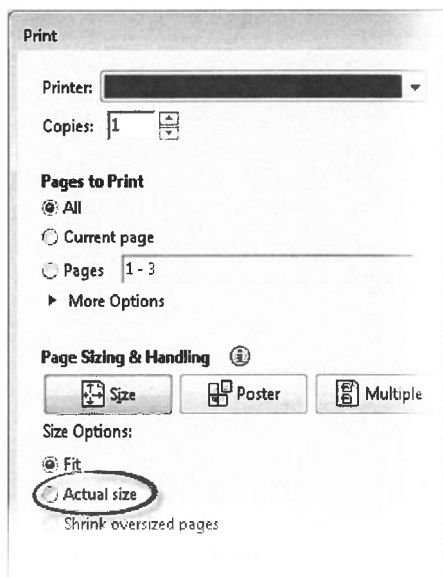 Print
Printer:
Copies: 1
Pages to Print
All
Current page
Pages 1 - 3
More Options
Page Sizing & Handling
Size Poster Multiple
Size Options:
Fit
Actual size
Shrink oversized pages